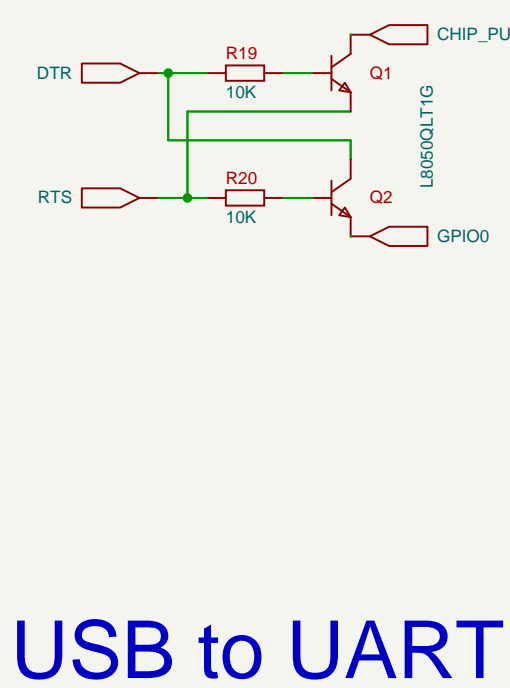 CHIP_PU
R19
DTR
Q1
10K
L8050QLT1G
R20
RTS
Q2
10K
GPIO0
USB to UART